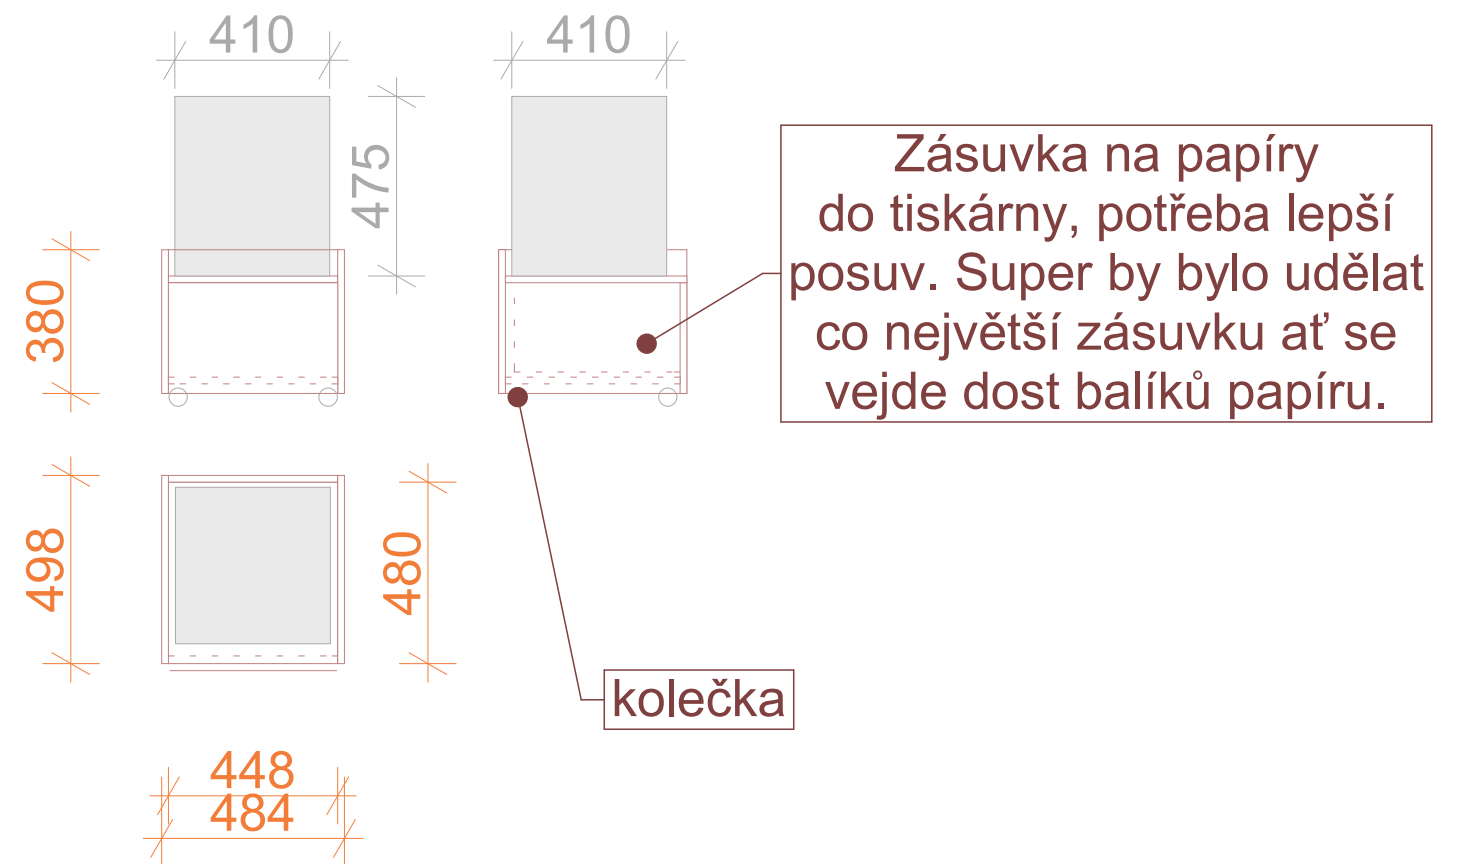 410
410
475
Zásuvka na papíry
do tiskárny, potřeba lepší
posuv. Super by bylo udělat
co největší zásuvku ať se
vejde dost balíků papíru.
380
498
480
kolečka
448
484